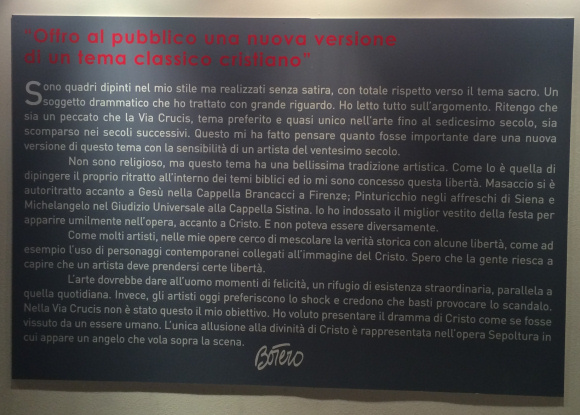 "Offro al pubblico una nuova versione
di un tema classico cristiano"
Sono quadri dipinti nel mio stile ma realizzati senza satira, con totale rispetto verso il tema sacro. Un
soggetto drammatico che ho trattato con grande riguardo. Ho letto tutto sull'argomento. Ritengo che
sia un peccato che la Via Crucis, tema preferito e quasi unico nell'arte fino al sedicesimo secolo, sia
scomparso nei secoli successivi. Questo mi ha fatto pensare quanto fosse importante dare una nuova
versione di questo tema con la sensibilità di un artista del ventesimo secolo.
Non sono religioso, ma questo tema ha una bellissima tradizione artistica. Come lo è quella di
dipingere il proprio ritratto all'interno dei temi biblici ed io mi sono concesso questa libertà. Masaccio si è
autoritratto accanto a Gesù nella Cappella Brancacci a Firenze; Pinturicchio negli affreschi di Siena e
Michelangelo nel Giudizio Universale alla Cappella Sistina. Io ho indossato il miglior vestito della festa per
apparire umilmente nell'opera, accanto a Cristo. E non poteva essere diversamente.
Come molti artisti, nelle mie opere cerco di mescolare la verità storica con alcune libertà, come ad
esempio l'uso di personaggi contemporanei collegati all'immagine del Cristo. Spero che la gente riesca a
capire che un artista deve prendersi certe libertà.
L'arte dovrebbe dare all'uomo momenti di felicità, un rifugio di esistenza straordinaria, parallela a
quella quotidiana. Invece, gli artisti oggi preferiscono lo shock e credono che basti provocare lo scandalo.
Nella Via Crucis non è stato questo il mio obiettivo. Ho voluto presentare il dramma di Cristo come se fosse
vissuto da un essere umano. L'unica allusione alla divinità di Cristo è rappresentata nell'opera Sepoltura in
cui appare un angelo che vola sopra la scena.
Botero